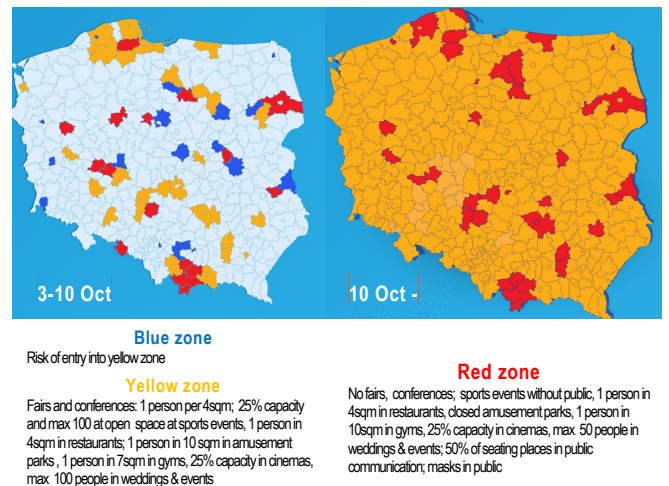 3-10 Oct
10 Oct -
Blue zone
Risk of entry into yellow zone
Yellow zone
Fairs and conferences: 1 person per 4sqm; 25% capacity
and max 100 at open space at sports events, 1 person in
4sqm in restaurants; 1 person in 10 sqm in amusement
parks , 1 person in 7sqm in gyms, 25% capacity in cinemas,
max 100 people in weddings & events
Red zone
No fairs, conferences; sports events without public, 1 person in
4sqm in restaurants, closed amusement parks, 1 person in
10sqm in gyms, 25% capacity in cinemas, max 50 people in
weddings & events; 50% of seating places in public
communication; masks in public